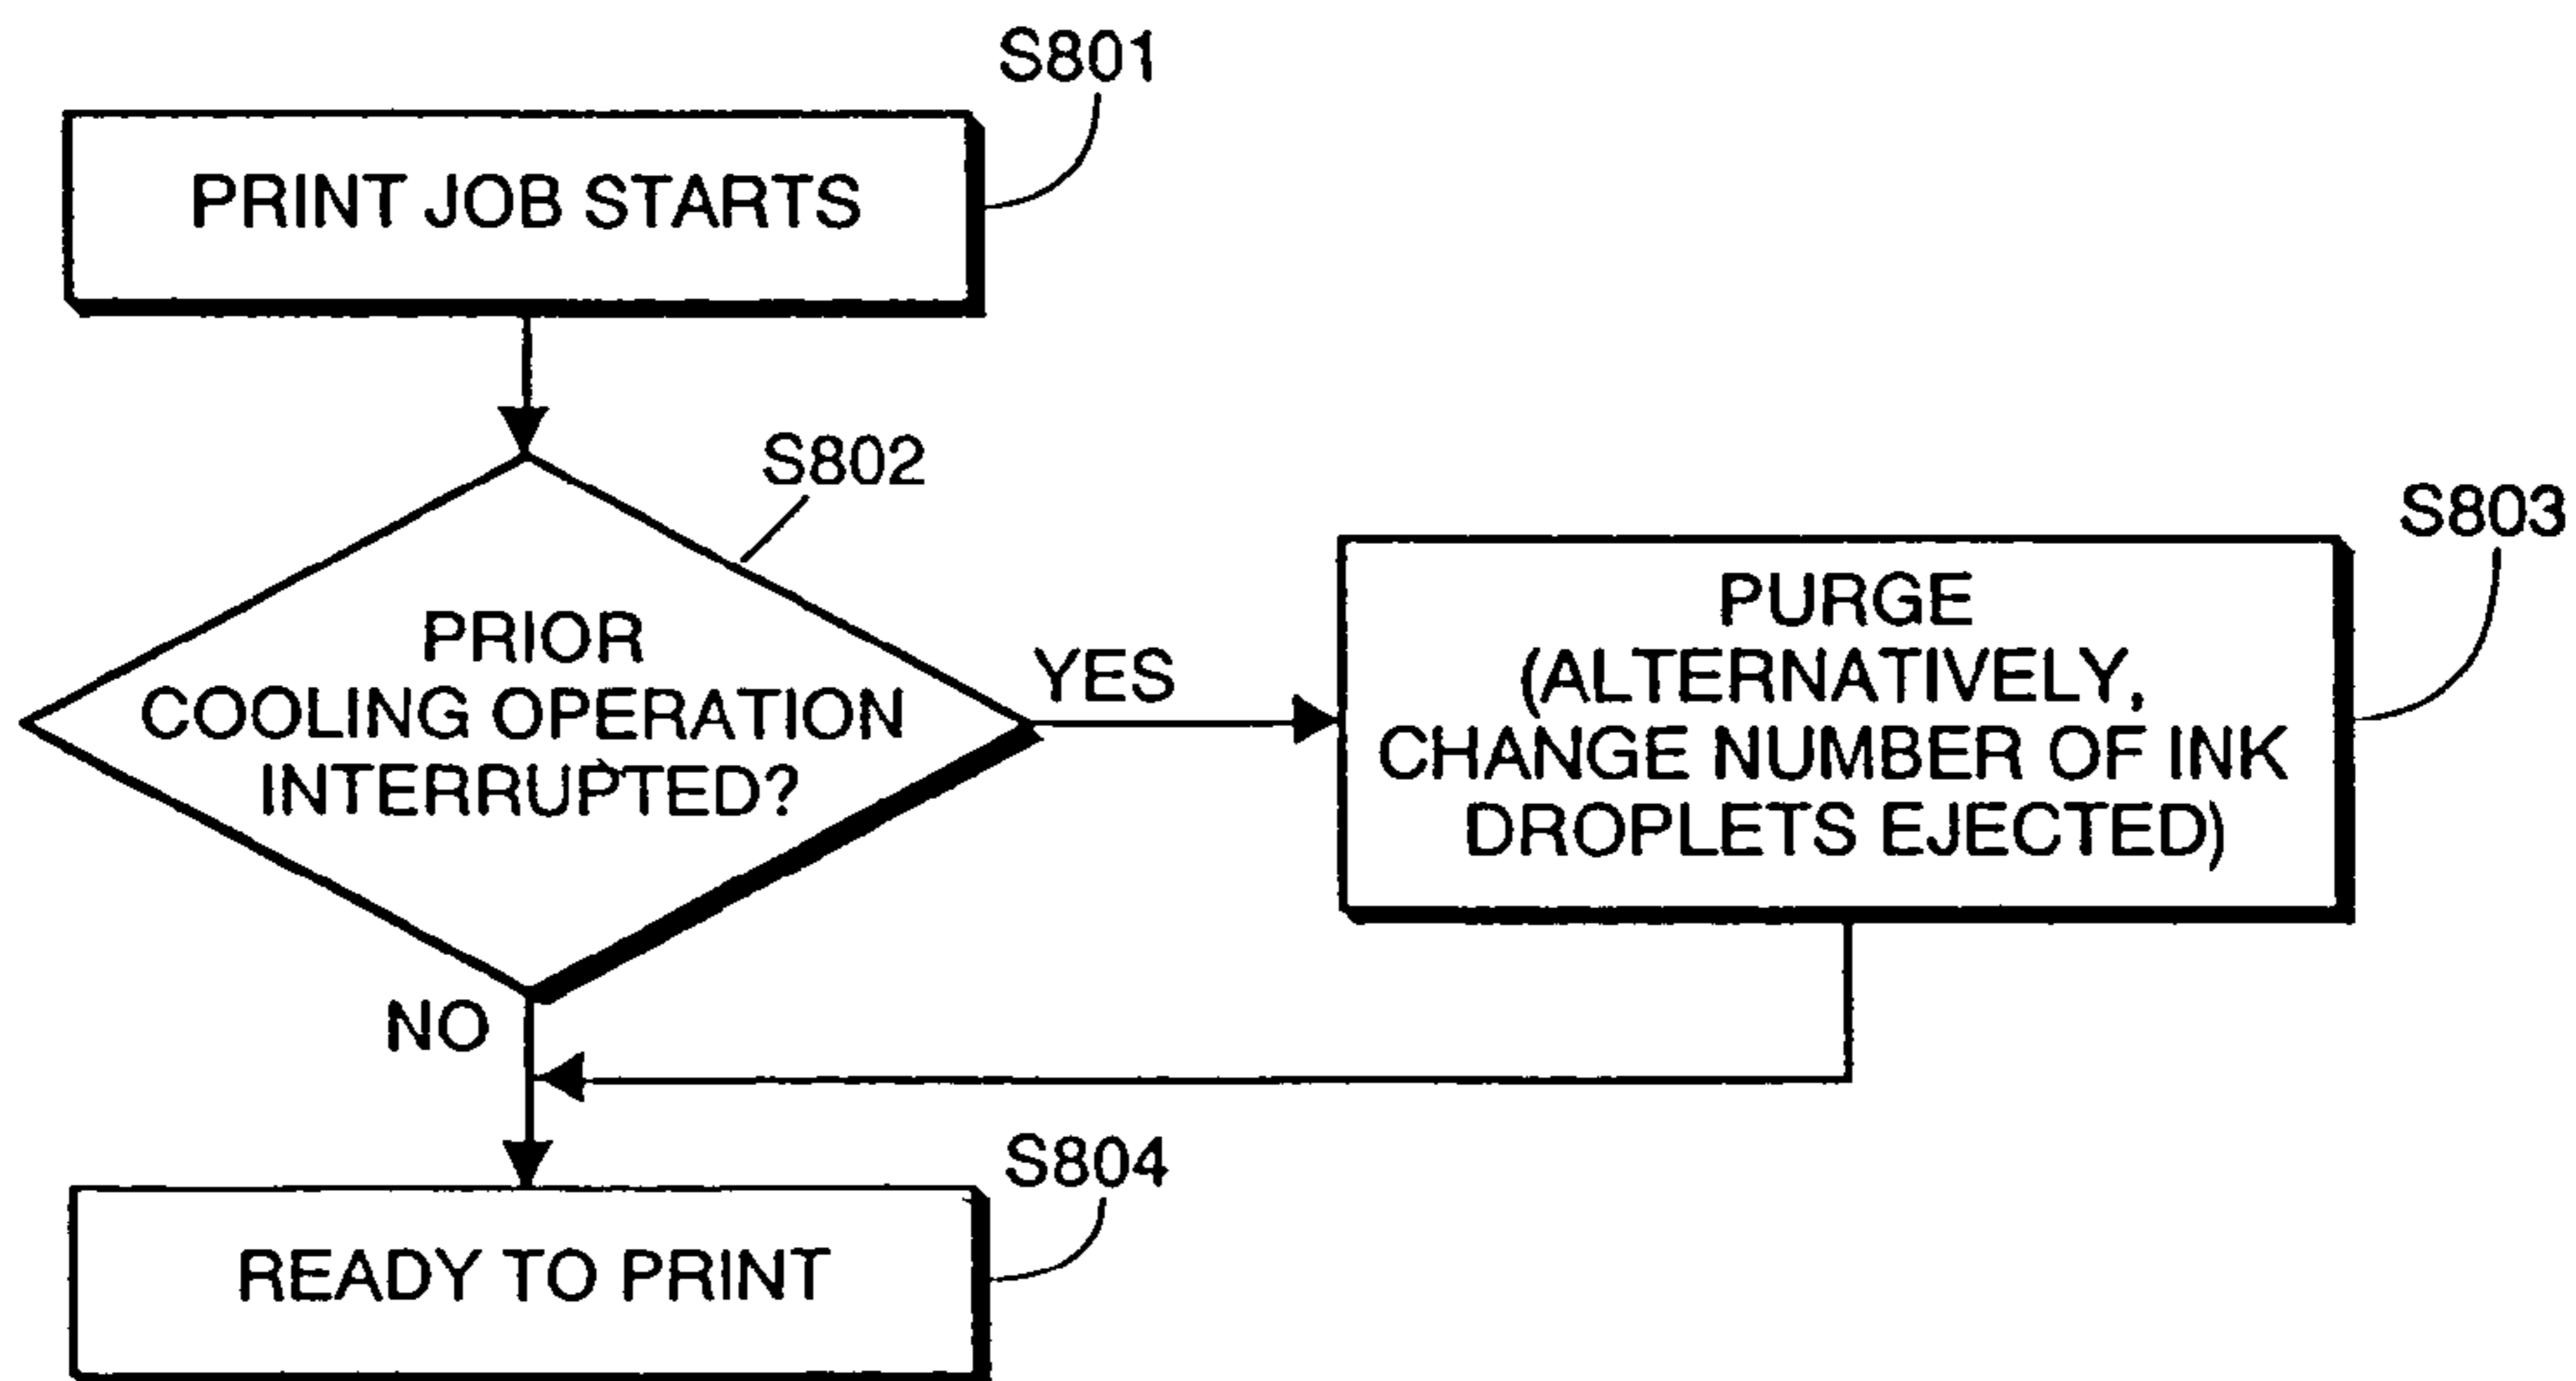 S801
PRINT JOB STARTS
S802
PRIOR
COOLING OPERATION
INTERRUPTED?
YES
S803
PURGE
(ALTERNATIVELY,
CHANGE NUMBER OF INK
DROPLETS EJECTED)
NO
S804
READY TO PRINT